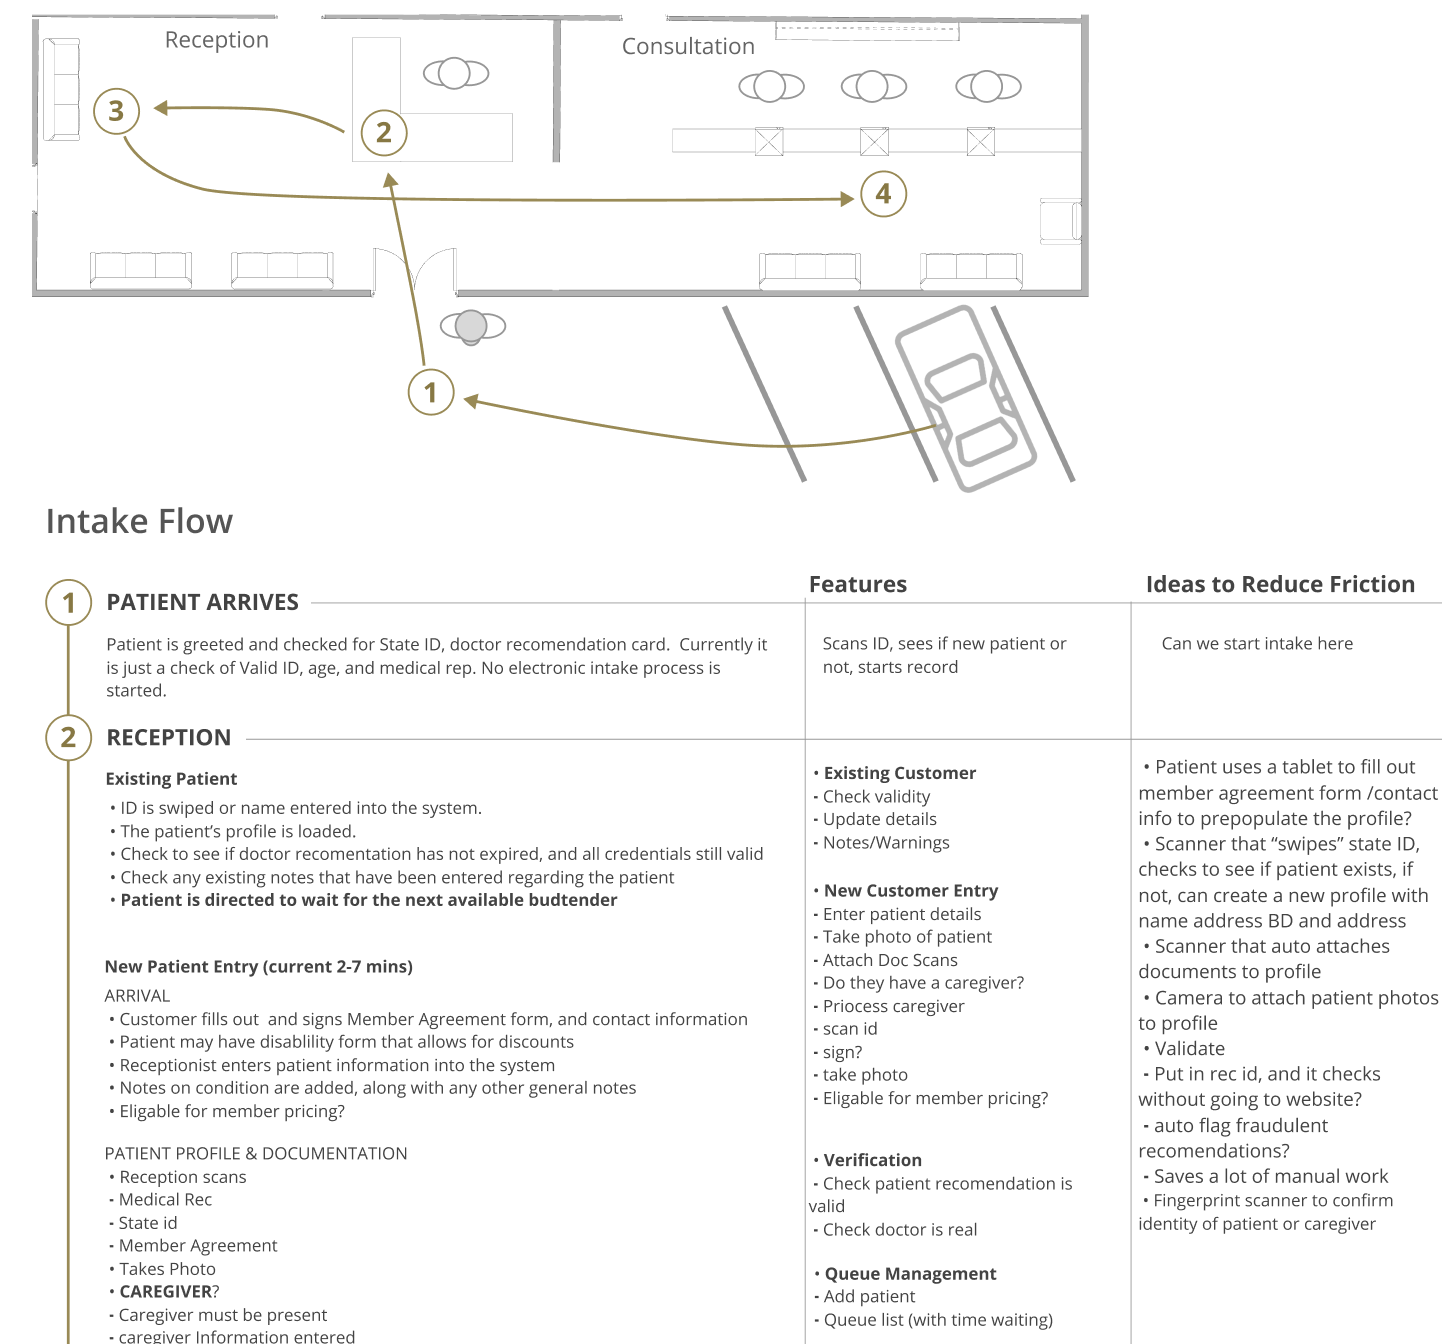 Reception
Consultation
3
2
4
1
Intake Flow
Features
Ideas to Reduce Friction
1
PATIENT ARRIVES
Patient is greeted and checked for State ID, doctor recomendation card.  Currently it
is just a check of Valid ID, age, and medical rep. No electronic intake process is
started.
Scans ID, sees if new patient or
not, starts record
Can we start intake here
2
RECEPTION
Existing Patient
• ID is swiped or name entered into the system.
• The patient’s profile is loaded.
• Check to see if doctor recomentation has not expired, and all credentials still valid
• Check any existing notes that have been entered regarding the patient
• Patient is directed to wait for the next available budtender
New Patient Entry (current 2-7 mins)
ARRIVAL
• Customer fills out  and signs Member Agreement form, and contact information
• Patient may have disablility form that allows for discounts
• Receptionist enters patient information into the system
• Notes on condition are added, along with any other general notes
• Eligable for member pricing?
PATIENT PROFILE & DOCUMENTATION
• Reception scans
- Medical Rec
- State id
- Member Agreement
• Takes Photo
• CAREGIVER?
- Caregiver must be present
- caregiver Information entered
• Existing Customer
- Check validity
- Update details
- Notes/Warnings
• New Customer Entry
- Enter patient details
- Take photo of patient
- Attach Doc Scans
- Do they have a caregiver?
- Priocess caregiver
- scan id
- sign?
- take photo
- Eligable for member pricing?
• Verification
- Check patient recomendation is
valid
- Check doctor is real
• Queue Management
- Add patient
- Queue list (with time waiting)
• Patient uses a tablet to fill out
member agreement form /contact
info to prepopulate the profile?
• Scanner that “swipes” state ID,
checks to see if patient exists, if
not, can create a new profile with
name address BD and address
• Scanner that auto attaches
documents to profile
• Camera to attach patient photos
to profile
• Validate
- Put in rec id, and it checks
without going to website?
- auto flag fraudulent
recomendations?
- Saves a lot of manual work
• Fingerprint scanner to confirm
identity of patient or caregiver